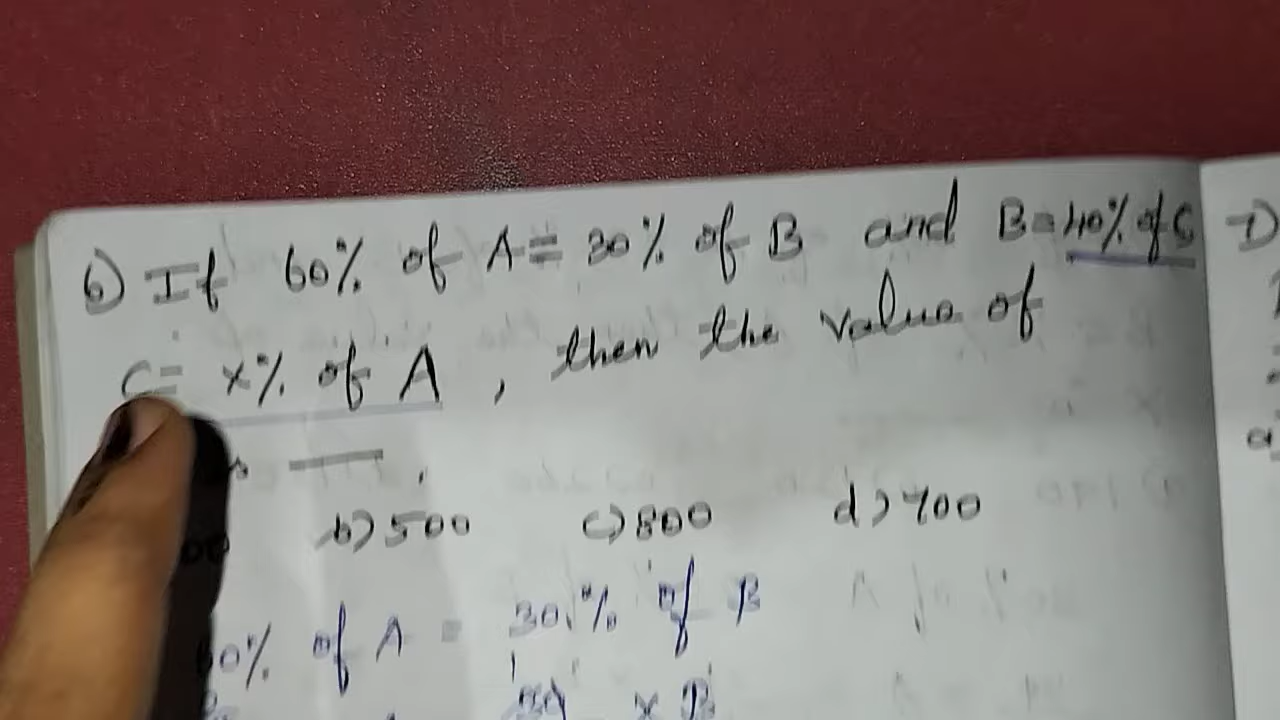 6) If 60% of A = 30% of B and B = 40% of C
C = x% of A, then the value of
.
b) 500 c) 800 d) 700
60% of A = 30% of B
30 x B